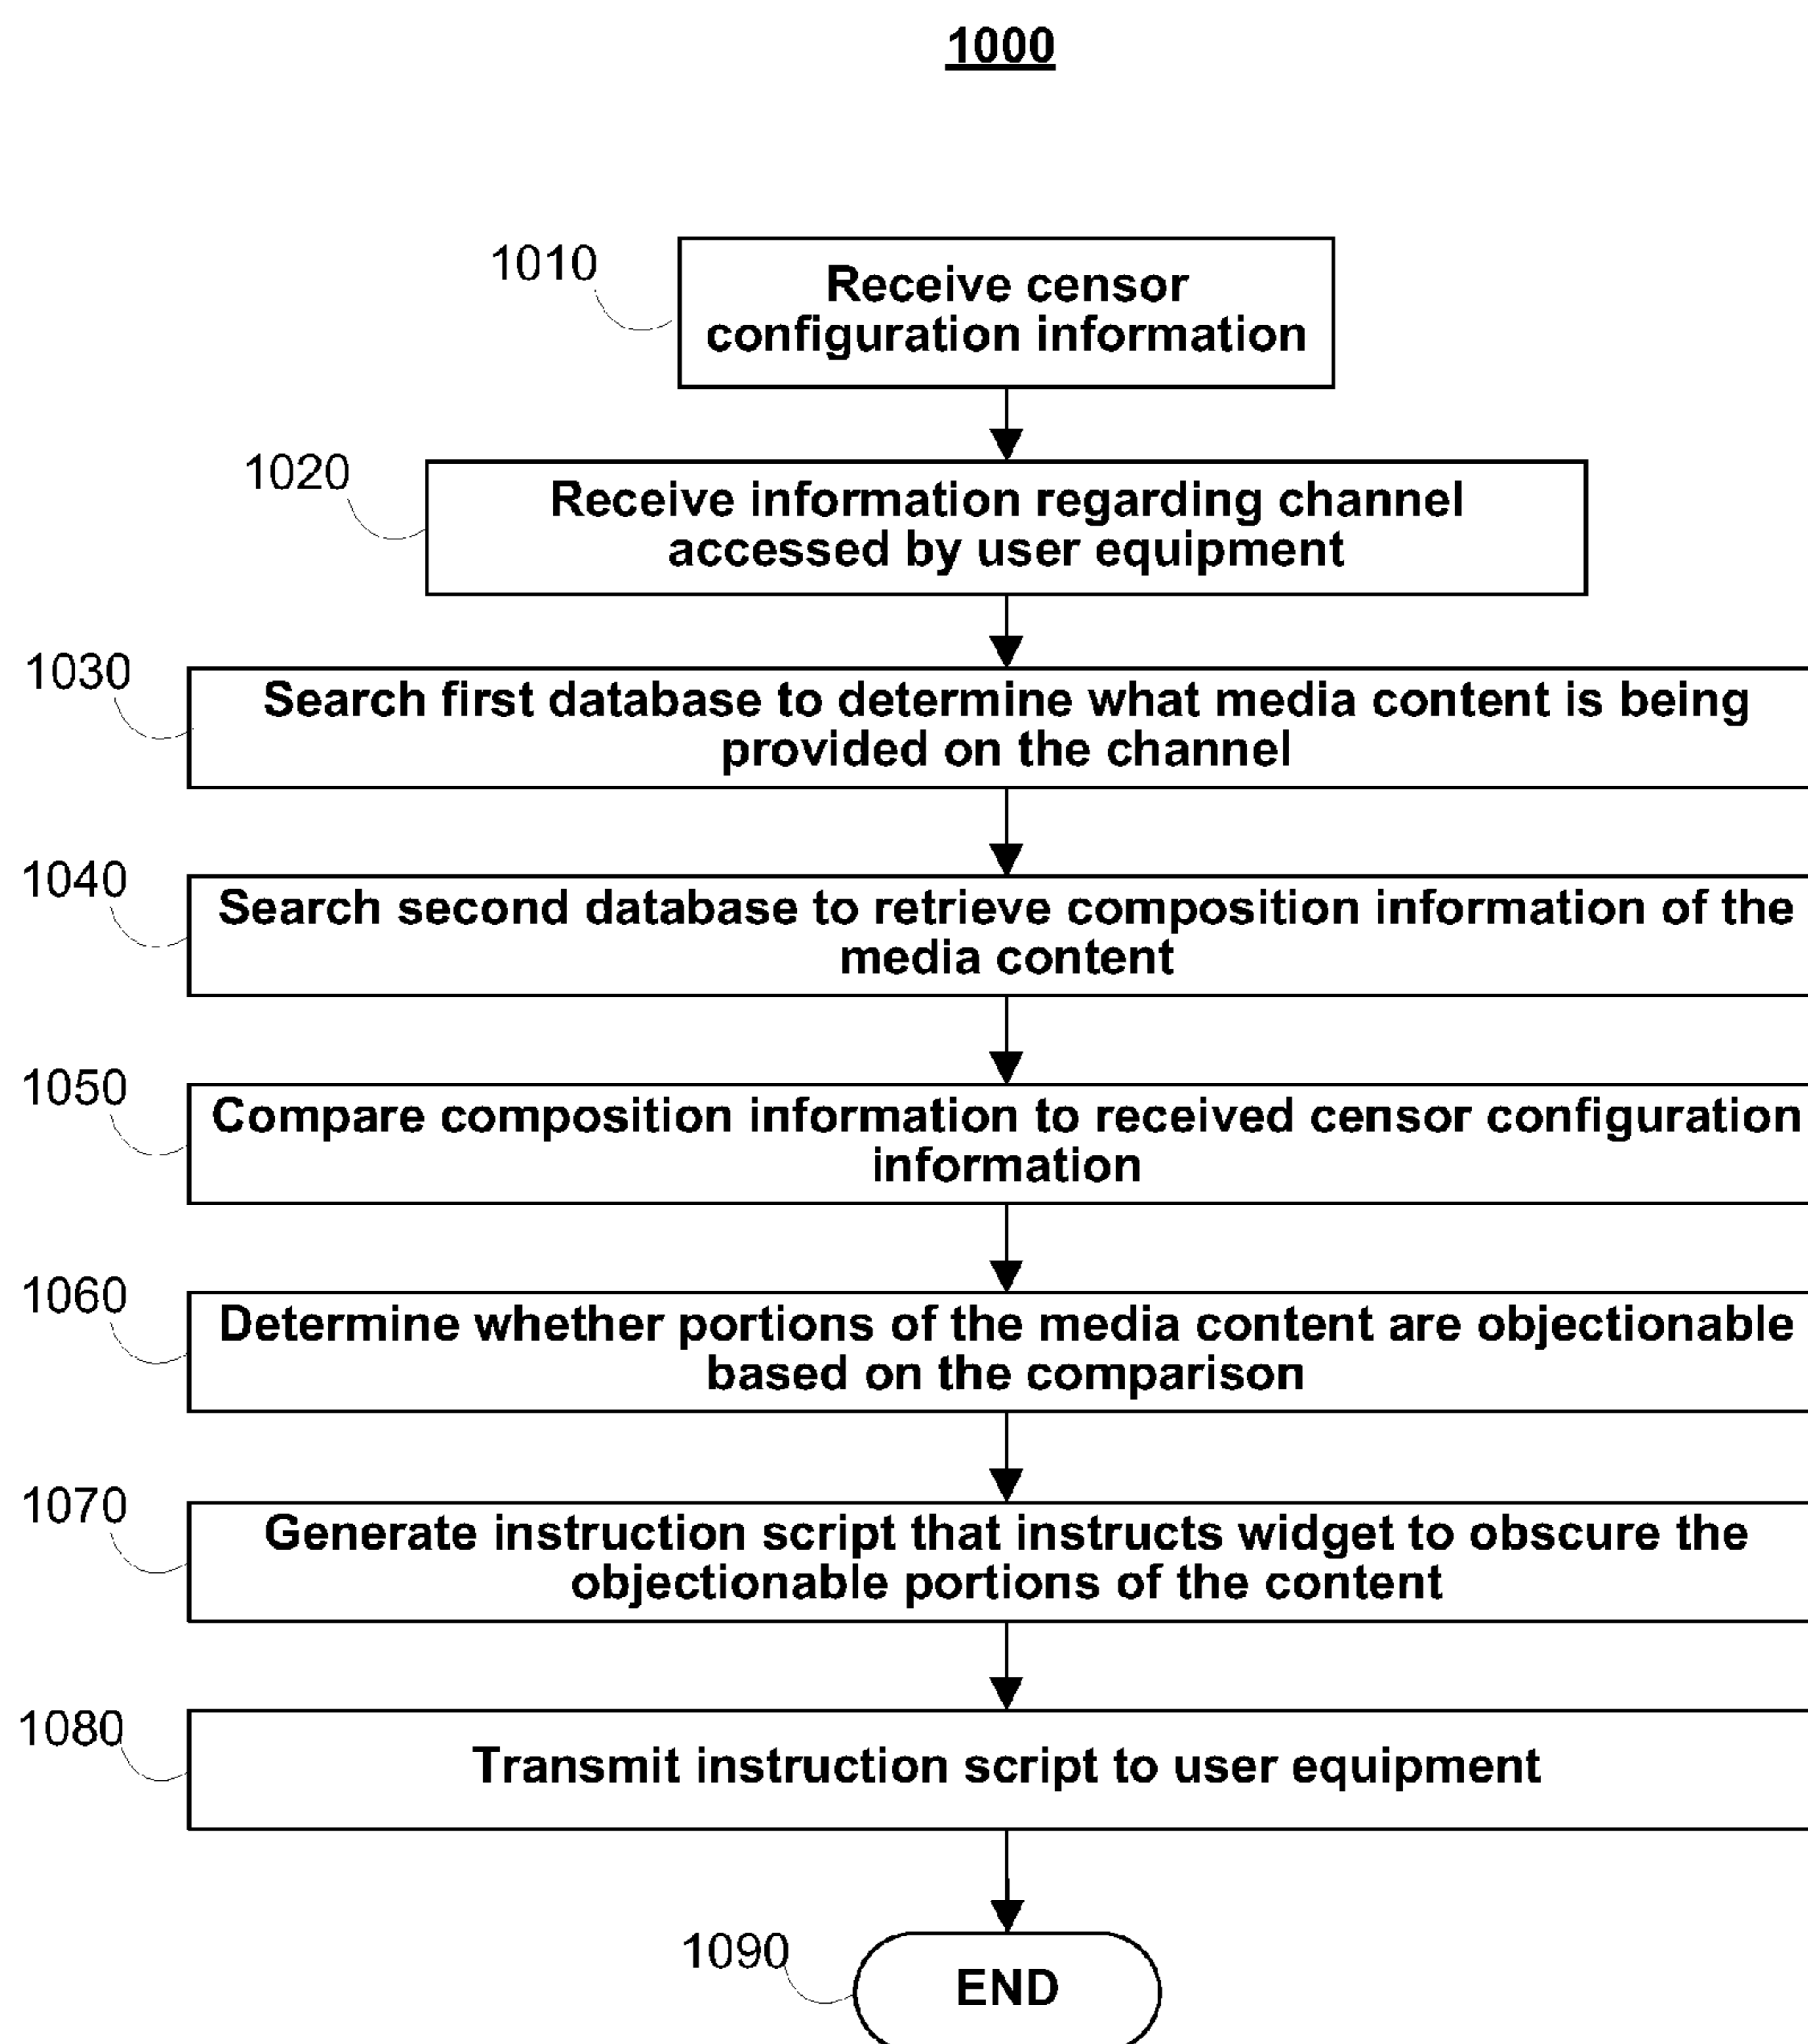 1000
1010
Receive censor
configuration information
1020
Receive information regarding channel
accessed by user equipment
1030
Search first database to determine what media content is being
provided on the channel
1040
Search second database to retrieve composition information of the
media content
1050
Compare composition information to received censor configuration
information
1060
Determine whether portions of the media content are objectionable
based on the comparison
1070
Generate instruction script that instructs widget to obscure the
objectionable portions of the content
1080
Transmit instruction script to user equipment
1090
END